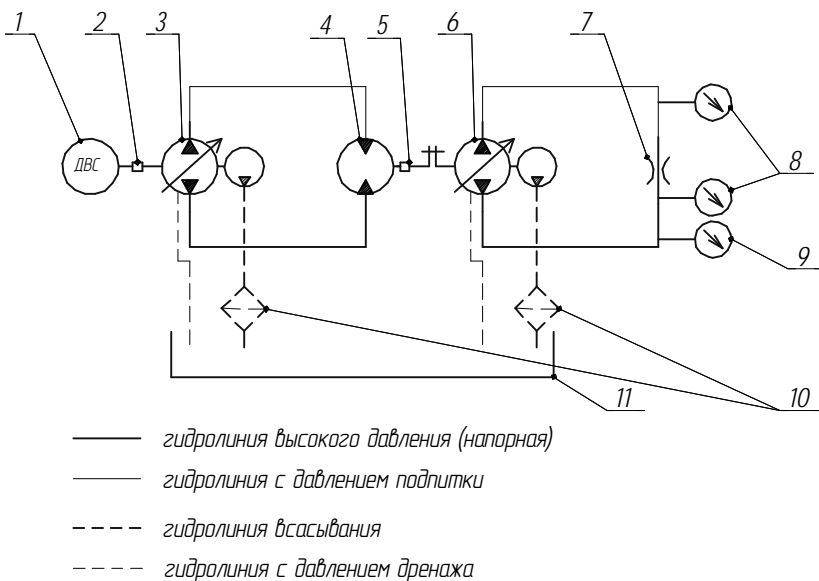 1 2 3 4 5 6 7
ДВС
8
9
10
11
гидролиния высокого давления (напорная)
гидролиния с давлением подпитки
гидролиния всасывания
гидролиния с давлением дренажа